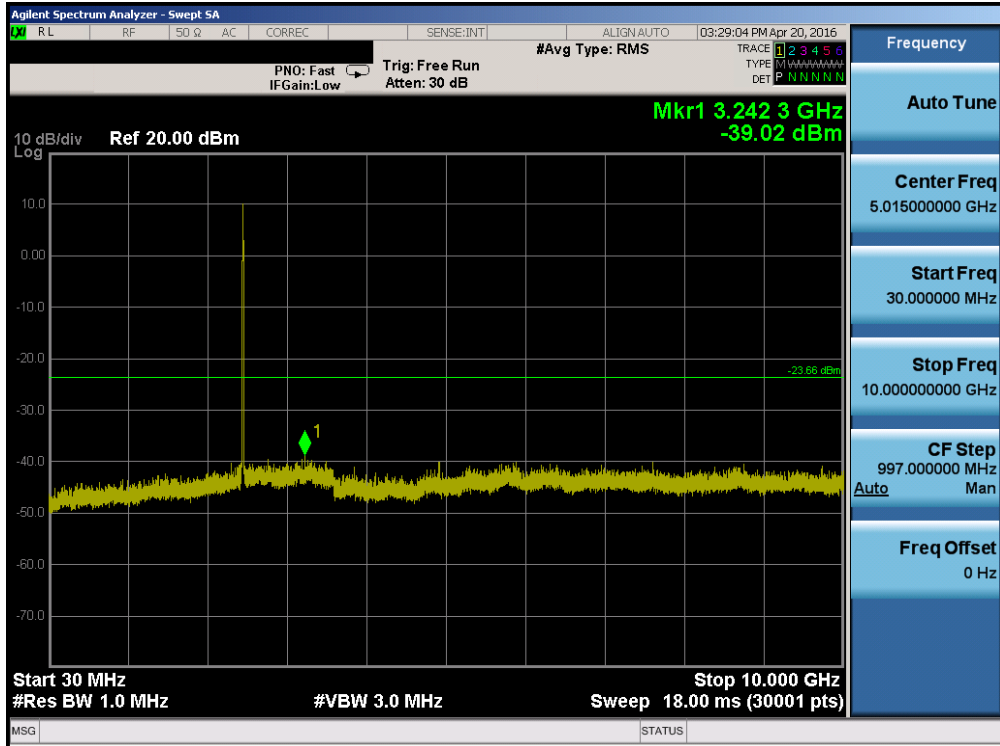 Agilent Spectrum Analyzer - Swept SA
LXI RL RF 50 Ω AC CORREC SENSE:INT ALIGN AUTO 03:29:04 PM Apr 20, 2016
Frequency
#Avg Type: RMS
TRACE 1 2 3 4 5 6
PNO: Fast
Trig: Free Run
TYPE M WWWWW
IFGain:Low
Atten: 30 dB
DET P N N N N N
Auto Tune
Mkr1 3.242 3 GHz
-39.02 dBm
10 dB/div Ref 20.00 dBm
Log
10.0
0.00
-10.0
-20.0
-30.0
-40.0
-50.0
-60.0
-70.0
-23.66 dBm
1
Start 30 MHz
Stop 10.000 GHz
#Res BW 1.0 MHz
#VBW 3.0 MHz
Sweep 18.00 ms (30001 pts)
Center Freq
5.015000000 GHz
Start Freq
30.000000 MHz
Stop Freq
10.000000000 GHz
CF Step
997.000000 MHz
Auto Man
Freq Offset
0 Hz
MSG
STATUS